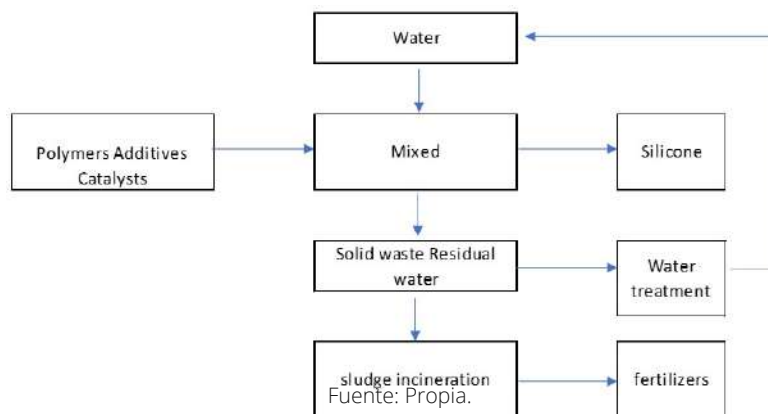 Water
Polymers Additives
Catalysts
Mixed
Silicone
Solid waste Residual
water
Water
treatment
sludge incineration
fertilizers
Fuente: Propia.